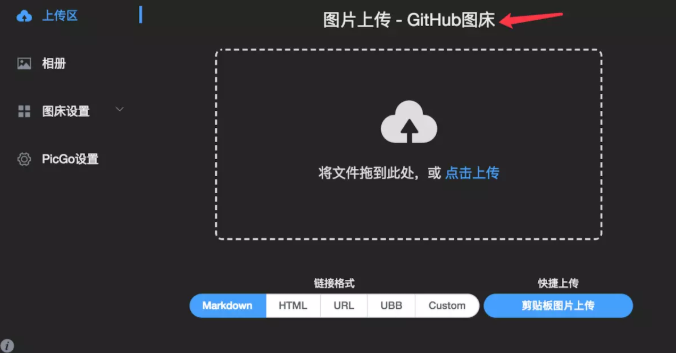 上传区
相册
图床设置
PicGo设置
图片上传 - GitHub图床
将文件拖到此处，或 点击上传
链接格式
Markdown HTML URL UBB Custom
快捷上传
剪贴板图片上传